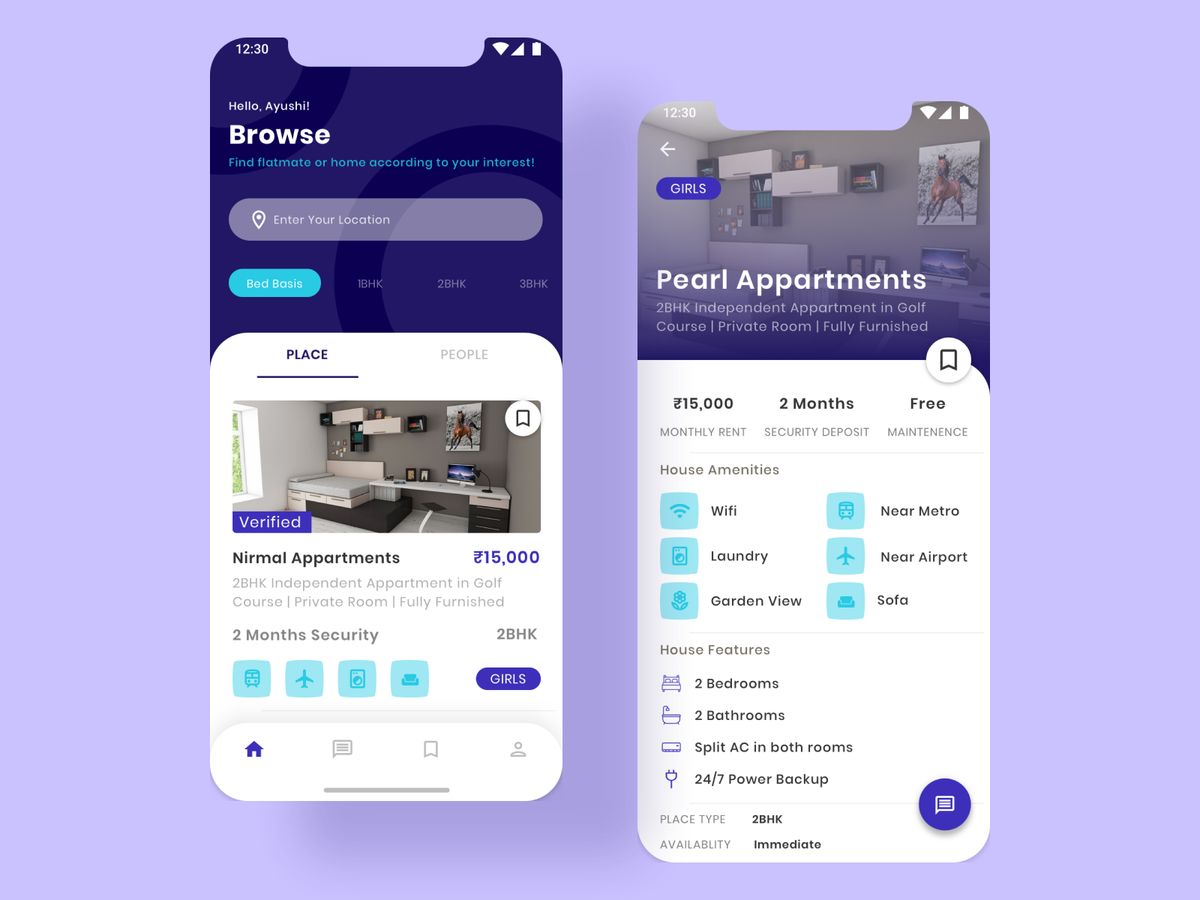 12:30
Hello, Ayushi!
Browse
Find flatmate or home according to your interest!
Enter Your Location
Bed Basis 1BHK 2BHK 3BHK
PLACE PEOPLE
Verified
Nirmal Appartments ₹15,000
2BHK Independent Appartment in Golf
Course | Private Room | Fully Furnished
2 Months Security 2BHK
GIRLS
12:30
GIRLS
Pearl Appartments
2BHK Independent Appartment in Golf
Course | Private Room | Fully Furnished
₹15,000 2 Months Free
MONTHLY RENT SECURITY DEPOSIT MAINTENENCE
House Amenities
Wifi Near Metro
Laundry Near Airport
Garden View Sofa
House Features
2 Bedrooms
2 Bathrooms
Split AC in both rooms
24/7 Power Backup
PLACE TYPE 2BHK
AVAILABLITY Immediate